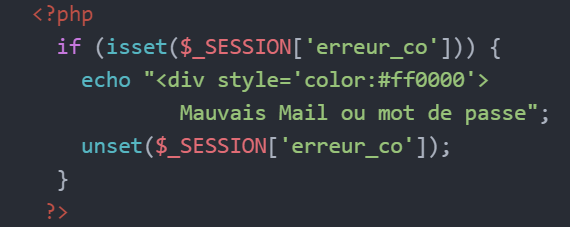 <?php
if (isset($_SESSION['erreur_co'])) {
echo "<div style='color:#ff0000'>
Mauvais Mail ou mot de passe";
unset($_SESSION['erreur_co']);
}
?>